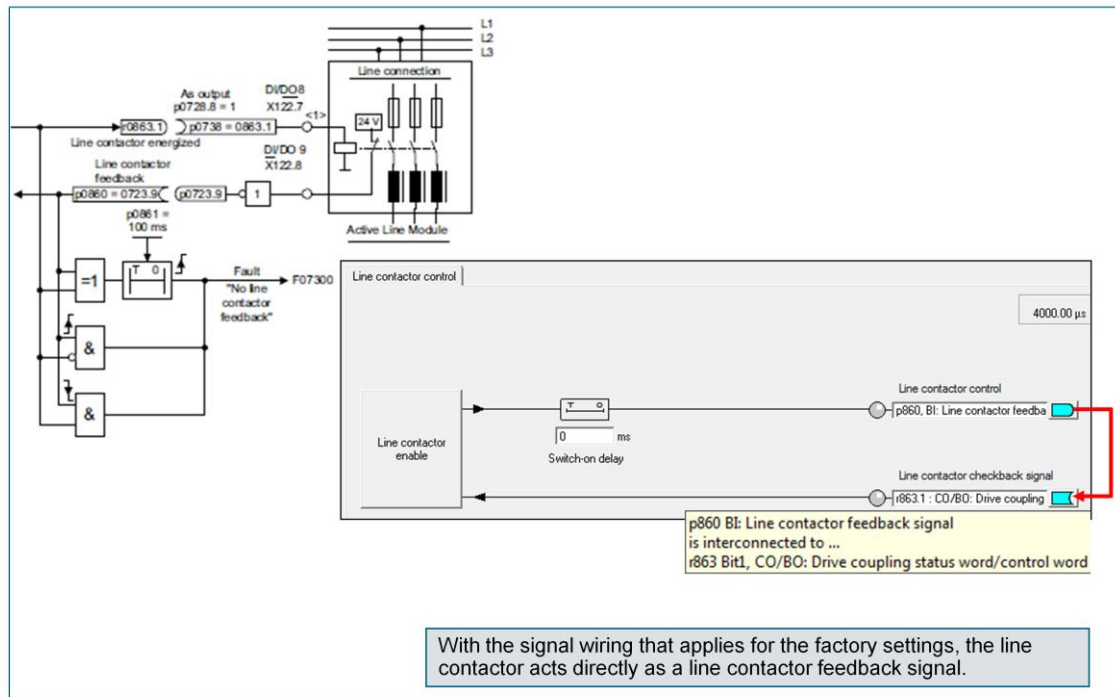 L1
L2
L3
Line connection
As output
p0728.8 = 1
DI/DO8
X122.7
<1>
24 V
r0863.1
p0738 = 0863.1
Line contactor energized
DI/DO 9
X122.8
Line contactor
feedback
p0860 = 0723.9
p0723.9
1
p0861 =
100 ms
Active Line Module
=1
T 0
Fault
"No line
contactor
feedback"
F07300
&
&
Line contactor control
4000.00 µs
Line contactor
enable
T 0
0 ms
Switch-on delay
Line contactor control
p860, BI: Line contactor feedba
Line contactor checkback signal
r863.1 : CO/BO: Drive coupling
p860 BI: Line contactor feedback signal
is interconnected to ...
r863 Bit1, CO/BO: Drive coupling status word/control word
With the signal wiring that applies for the factory settings, the line
contactor acts directly as a line contactor feedback signal.